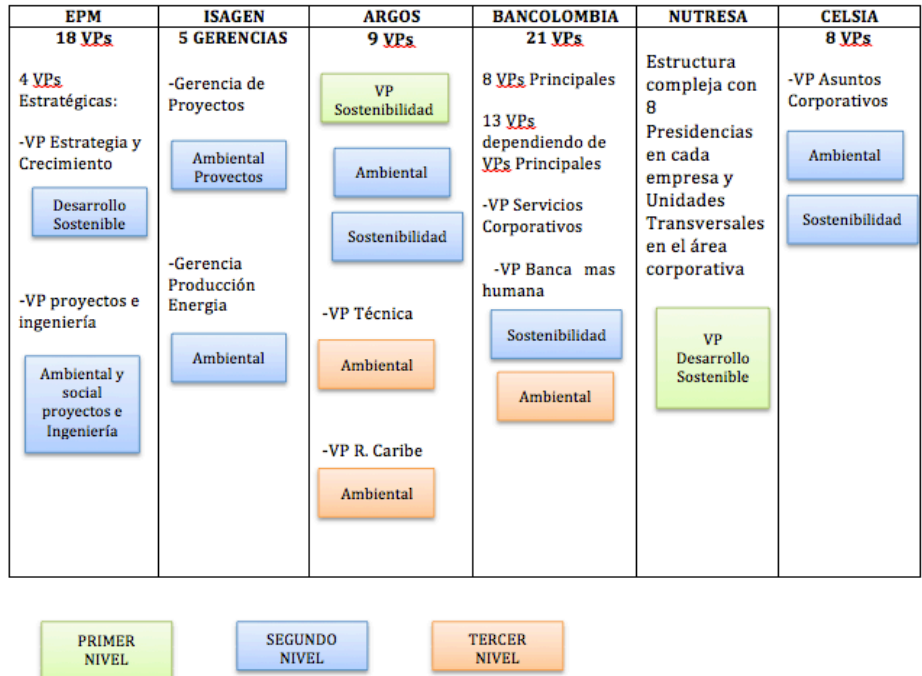 EPM
18 VPs
4 VPs
Estratégicas:
-VP Estrategia y
Crecimiento
Desarrollo
Sostenible
-VP proyectos e
ingeniería
Ambiental y
social
proyectos e
Ingeniería
ISAGEN
5 GERENCIAS
-Gerencia de
Proyectos
Ambiental
Proyectos
-Gerencia
Producción
Energia
Ambiental
ARGOS
9 VPs
VP
Sostenibilidad
Ambiental
Sostenibilidad
-VP Técnica
Ambiental
-VP R. Caribe
Ambiental
BANCOLOMBIA
21 VPs
8 VPs Principales
13 VPs
dependiendo de
VPs Principales
-VP Servicios
Corporativos
-VP Banca mas
humana
Sostenibilidad
Ambiental
NUTRESA
Estructura
compleja con
8
Presidencias
en cada
empresa y
Unidades
Transversales
en el área
corporativa
VP
Desarrollo
Sostenible
CELSIA
8 VPs
-VP Asuntos
Corporativos
Ambiental
Sostenibilidad
PRIMER
NIVEL
SEGUNDO
NIVEL
TERCER
NIVEL